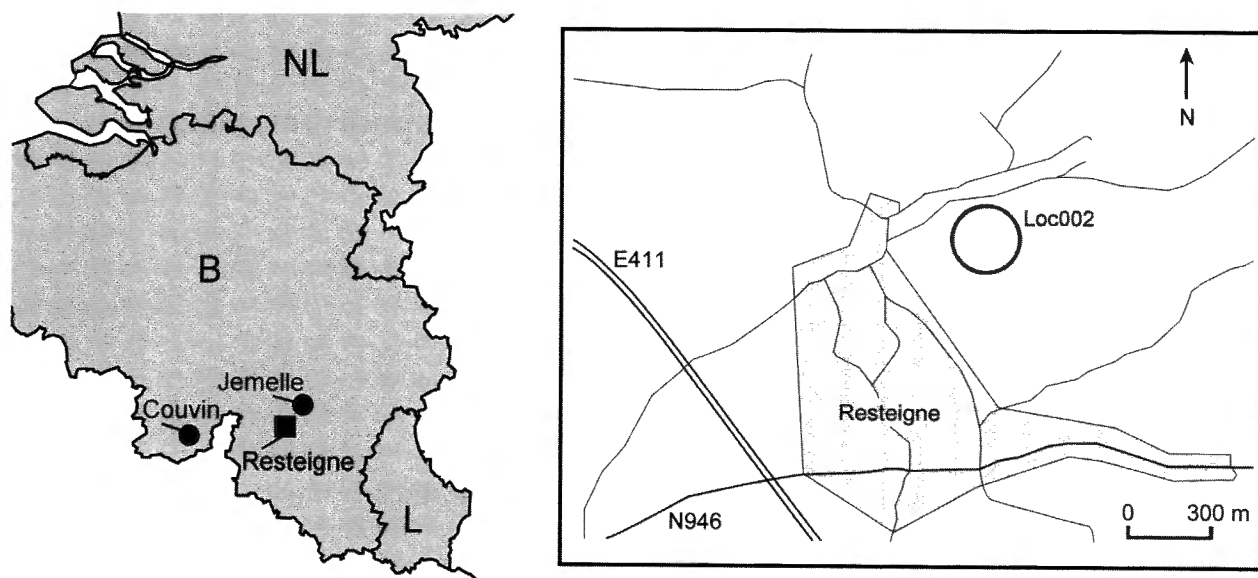 NL
B
Jemelle
Couvin
Resteigne
L
N
Loc002
E411
Resteigne
N946
0 300 m